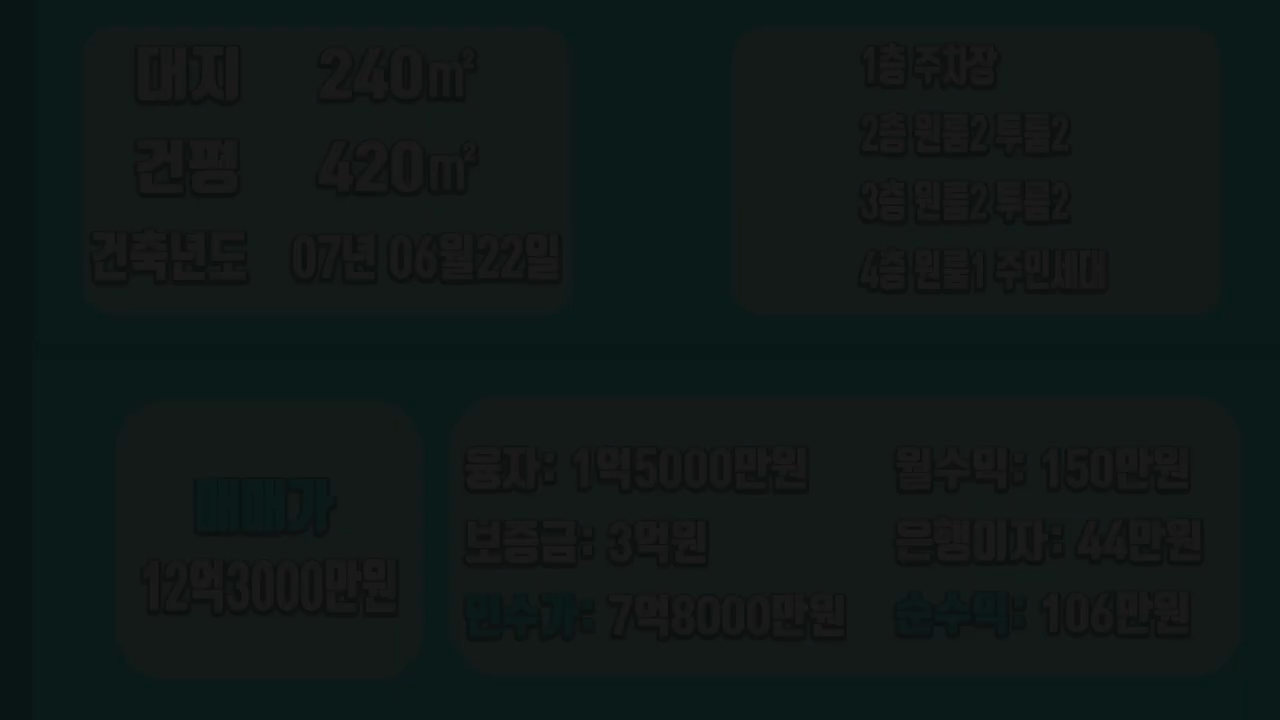 대지 240㎡
건평 420㎡
건축년도 07년 06월22일
1층 주차장
2층 원룸2 투룸2
3층 원룸2 투룸2
4층 원룸1 주인세대
매매가
12억3000만원
융자: 1억5000만원
보증금: 3억원
인수가: 7억8000만원
월수익: 150만원
은행이자: 44만원
순수익: 106만원